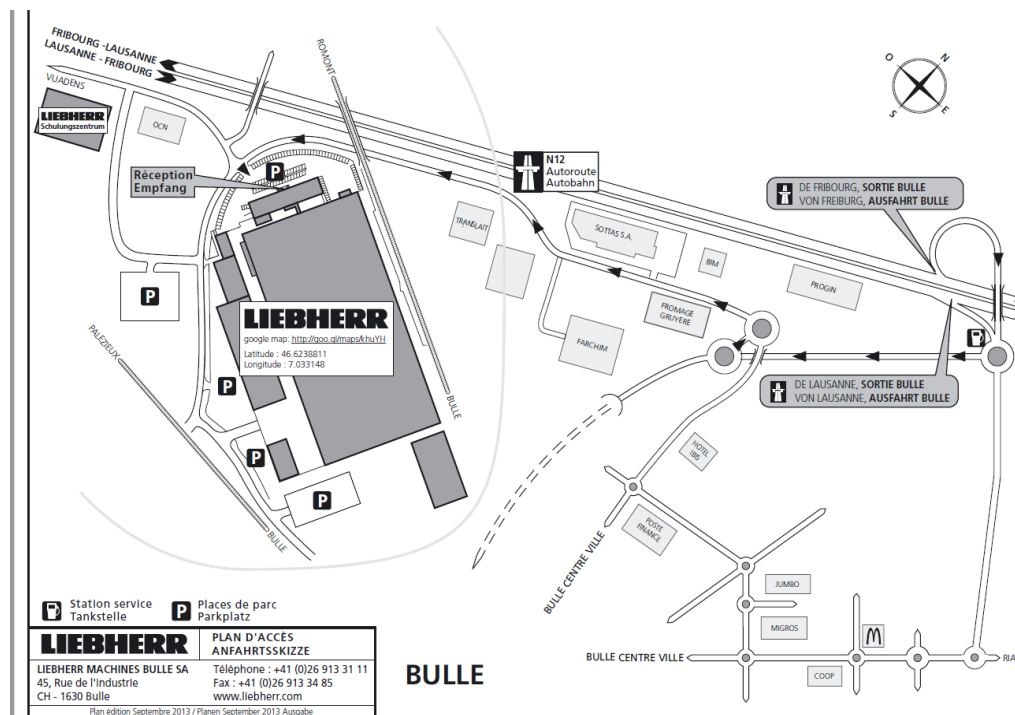 FRIBOURG -LAUSANNE
LAUSANNE - FRIBOURG
VUADENS
LIEBHERR
Schulungszentrum
OCN
ROMONT
Réception
Empfang
P
N12
Autoroute
Autobahn
O
N
S
E
DE FRIBOURG, SORTIE BULLE
VON FREIBURG, AUSFAHRT BULLE
TRANSLAIT
SOTTAS S.A.
BIM
PROGIN
FROMAGE
GRUYÈRE
FARCHIM
P
LIEBHERR
google map: http://goo.gl/maps/khuYH
Latitude : 46.6238811
Longitude : 7.033148
PALEZIEUX
P
BULLE
DE LAUSANNE, SORTIE BULLE
VON LAUSANNE, AUSFAHRT BULLE
HOTEL
IBIS
P
P
BULLE
POSTE
FINANCE
BULLE CENTRE VILLE
JUMBO
MIGROS
BULLE CENTRE VILLE
COOP
RIA
Station service
Tankstelle
P
Places de parc
Parkplatz
LIEBHERR
PLAN D'ACCÈS
ANFAHRTSSKIZZE
LIEBHERR MACHINES BULLE SA
45, Rue de l'Industrie
CH - 1630 Bulle
Téléphone : +41 (0)26 913 31 11
Fax : +41 (0)26 913 34 85
www.liebherr.com
Plan édition Septembre 2013 / Planen September 2013 Ausgabe
BULLE